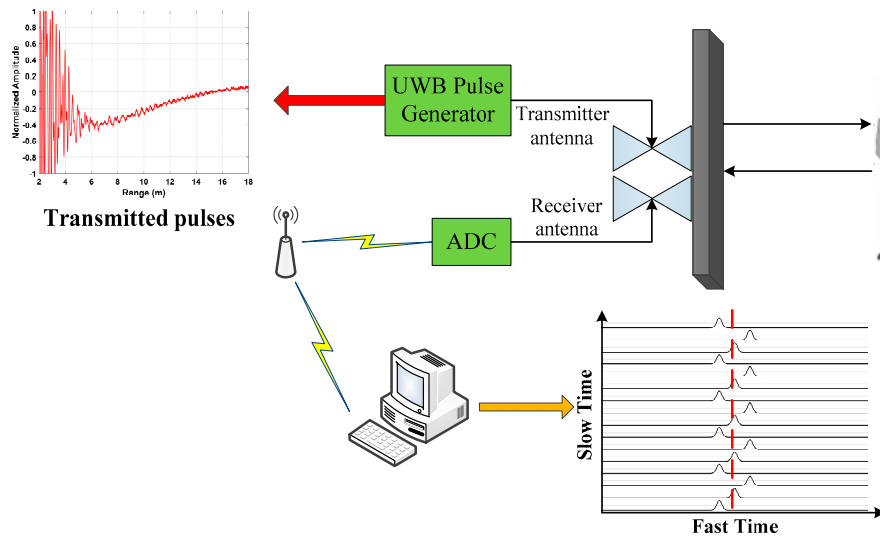 1
0.8
0.6
0.4
0.2
0
-0.2
-0.4
-0.6
-0.8
-1
Normalized Amplitude
2 4 6 8 10 12 14 16 18
Range (m)
Transmitted pulses
UWB Pulse
Generator
Transmitter
antenna
Receiver
antenna
ADC
Slow Time
Fast Time